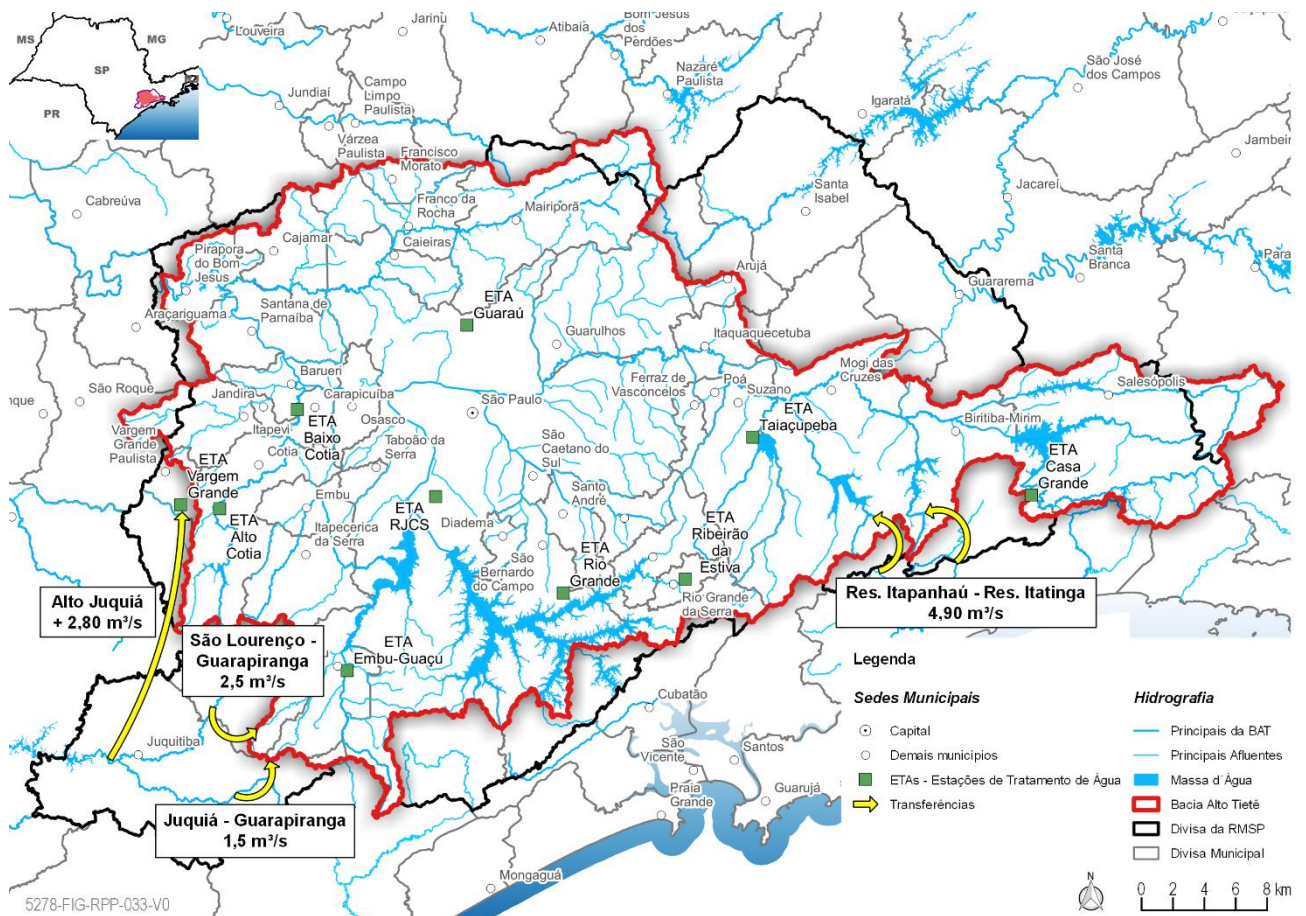 MS
MG
SP
PR
Louveira
Jarinú
Atibaia
Bom Jesus
dos
Perdões
Nazaré
Paulista
São José
dos Campos
Igaratá
Jundiaí
Campo
Limpo
Paulista
Várzea
Paulista
Francisco
Morato
Jambeir
Cabreúva
Franco da
Rocha
Mairiporã
Santa
Isabel
Jacareí
Cajamar
Caieiras
Pirapora
do Bom
Jesus
Arujá
Santa
Branca
Para
Guararema
Araçariguama
Santana de
Parnaíba
ETA
Guaraú
Guarulhos
Itaquaquecetuba
São Roque
nque
Barueri
Jandira
Carapicuíba
Osasco
São Paulo
Ferraz de
Vasconcelos
Poá
Suzano
Mogi das
Cruzes
Salesópolis
Biritiba-Mirim
Vargem
Grande
Paulista
Itapevi
Cotia
ETA
Baixo
Cotia
Taboão da
Serra
São
Caetano do
Sul
ETA
Taiaçupeba
ETA
Casa
Grande
ETA
Vargem
Grande
ETA
Alto
Cotia
Embu
Itapecerica
da Serra
ETA
RJCS
Diadema
Santo
André
São
Bernardo
do Campo
ETA
Rio
Grande
ETA
Ribeirão
da
Estiva
Rio Grande
da Serra
Alto Juquiá
+ 2,80 m³/s
São Lourenço -
Guarapiranga
2,5 m³/s
ETA
Embu-Guaçu
Res. Itapanhaú - Res. Itatinga
4,90 m³/s
Juquitiba
Juquiá - Guarapiranga
1,5 m³/s
Cubatão
São
Vicente
Santos
Praia
Grande
Guarujá
Mongaguá
Legenda
Sedes Municipais
Capital
Demais municípios
ETAs - Estações de Tratamento de Água
Transferências
Hidrografia
Principais da BAT
Principais Afluentes
Massa d´Água
Bacia Alto Tietê
Divisa da RMSP
Divisa Municipal
N
0 2 4 6 8 km
5278-FIG-RPP-033-V0